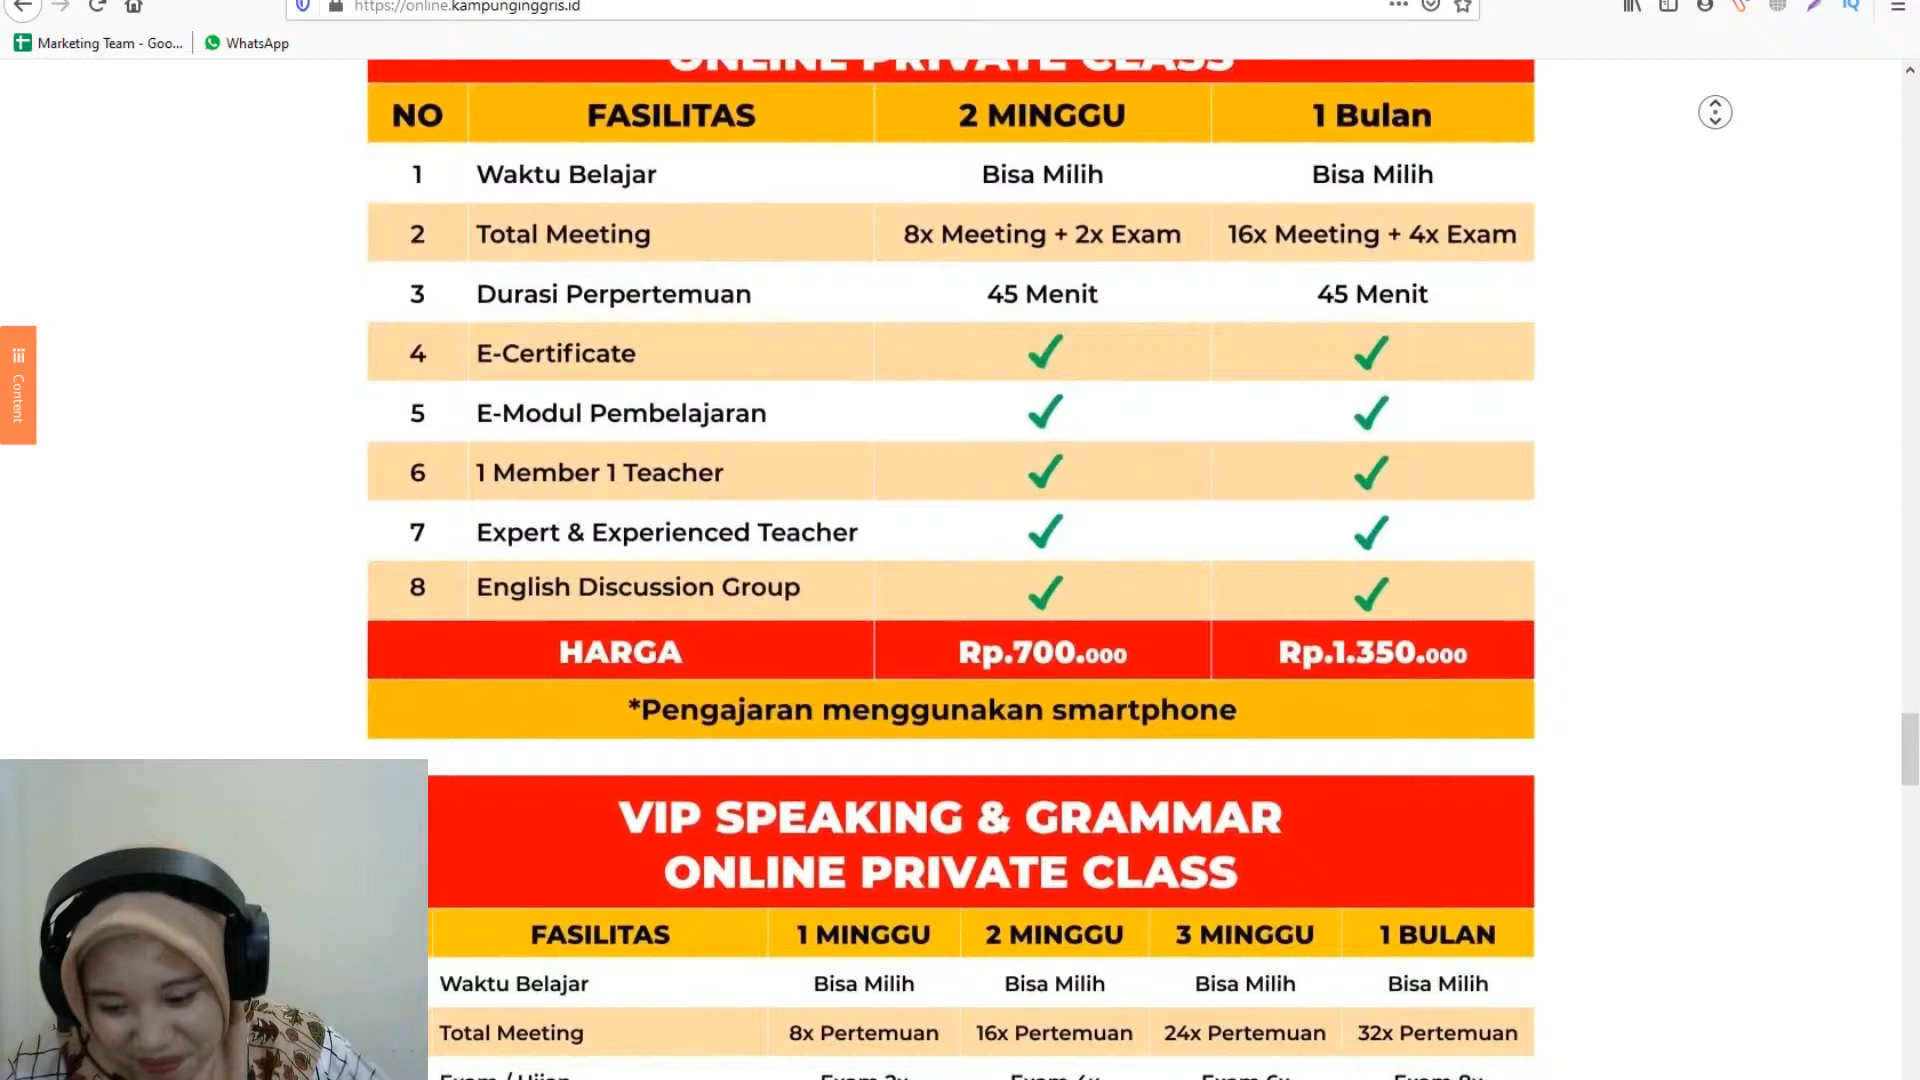 https://online.kampunginggris.id
Marketing Team - Goo...
WhatsApp
ONLINE PRIVATE CLASS
NO FASILITAS 2 MINGGU 1 Bulan
1 Waktu Belajar Bisa Milih Bisa Milih
2 Total Meeting 8x Meeting + 2x Exam 16x Meeting + 4x Exam
3 Durasi Perpertemuan 45 Menit 45 Menit
4 E-Certificate
5 E-Modul Pembelajaran
6 1 Member 1 Teacher
7 Expert & Experienced Teacher
8 English Discussion Group
HARGA Rp.700.000 Rp.1.350.000
*Pengajaran menggunakan smartphone
Content
VIP SPEAKING & GRAMMAR
ONLINE PRIVATE CLASS
FASILITAS 1 MINGGU 2 MINGGU 3 MINGGU 1 BULAN
Waktu Belajar Bisa Milih Bisa Milih Bisa Milih Bisa Milih
Total Meeting 8x Pertemuan 16x Pertemuan 24x Pertemuan 32x Pertemuan